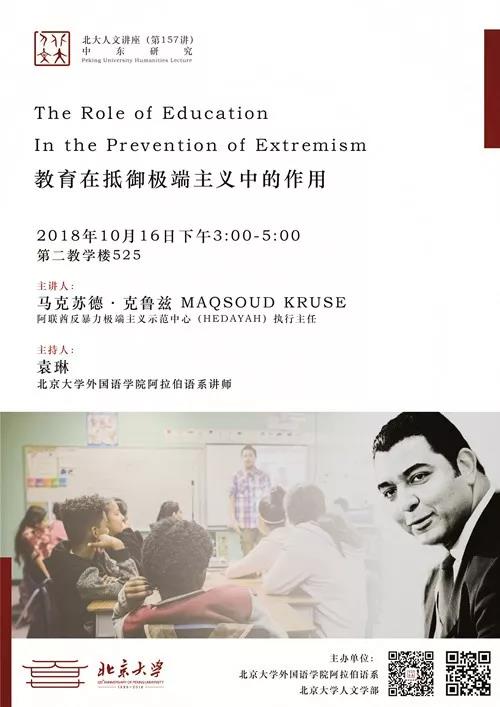 北大人文讲座（第157讲）
中东研究
Peking University Humanities Lecture
The Role of Education
In the Prevention of Extremism
教育在抵御极端主义中的作用
2018年10月16日下午3:00-5:00
第二教学楼525
主讲人：
马克苏德·克鲁兹 MAQSOUD KRUSE
阿联酋反暴力极端主义示范中心（HEDAYAH）执行主任
主持人：
袁琳
北京大学外国语学院阿拉伯语系讲师
北京大学
120th ANNIVERSARY OF PEKING UNIVERSITY
1898-2018
主办单位：
北京大学外国语学院阿拉伯语系
北京大学人文学部